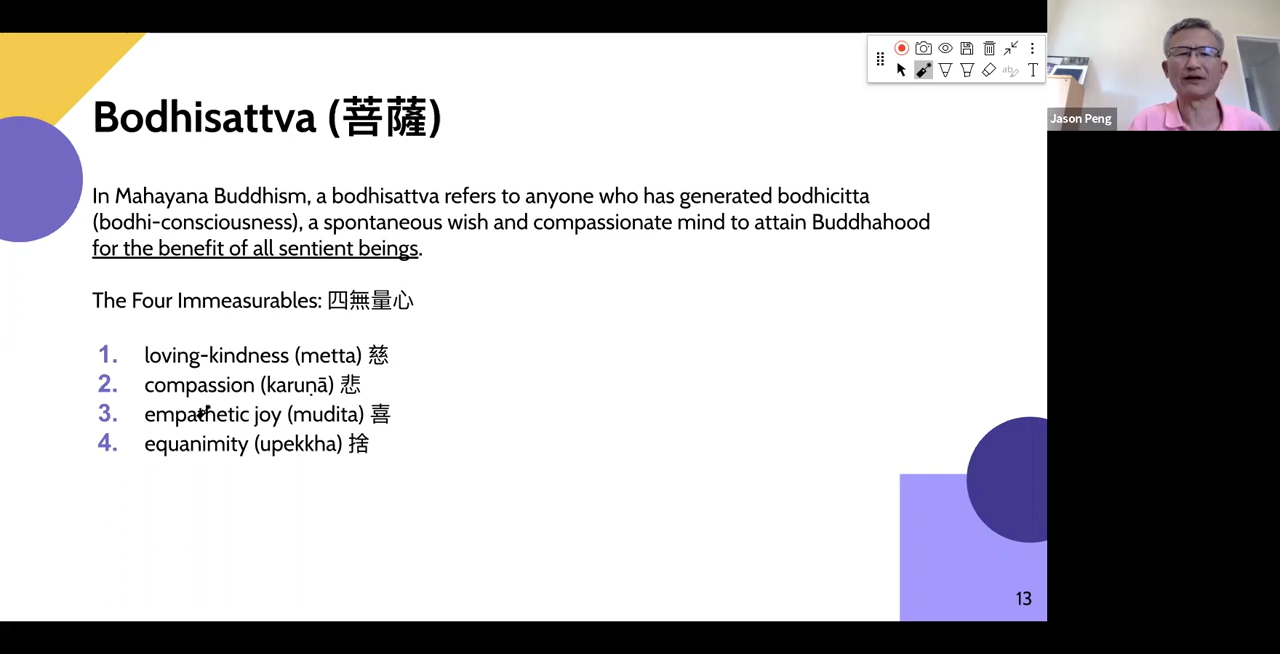 Bodhisattva (菩薩)
In Mahayana Buddhism, a bodhisattva refers to anyone who has generated bodhicitta
(bodhi-consciousness), a spontaneous wish and compassionate mind to attain Buddhahood
for the benefit of all sentient beings.
The Four Immeasurables: 四無量心
1. loving-kindness (metta) 慈
2. compassion (karuṇā) 悲
3. empathetic joy (mudita) 喜
4. equanimity (upekkha) 捨
13
ab
T
Jason Peng